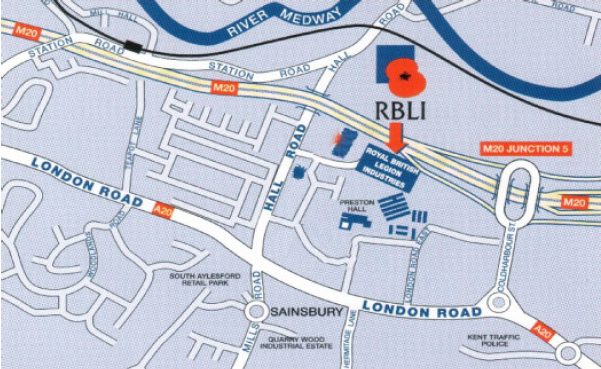 MILL HALL
RIVER MEDWAY
ROAD
M20
STATION ROAD
STATION ROAD
HALL
M20
RBLI
ROYAL BRITISH
LEGION
INDUSTRIES
M20 JUNCTION 5
HALL ROAD
LONDON ROAD
A20
PRESTON
HALL
M20
WOODLANDS
ROAD
LONDON ROAD EAST
COLDHARBOUR ST
SOUTH AYLESFORD
RETAIL PARK
MILLS ROAD
SAINSBURY
LONDON ROAD
A20
QUARRY WOOD
INDUSTRIAL ESTATE
HERMITAGE LANE
KENT TRAFFIC
POLICE